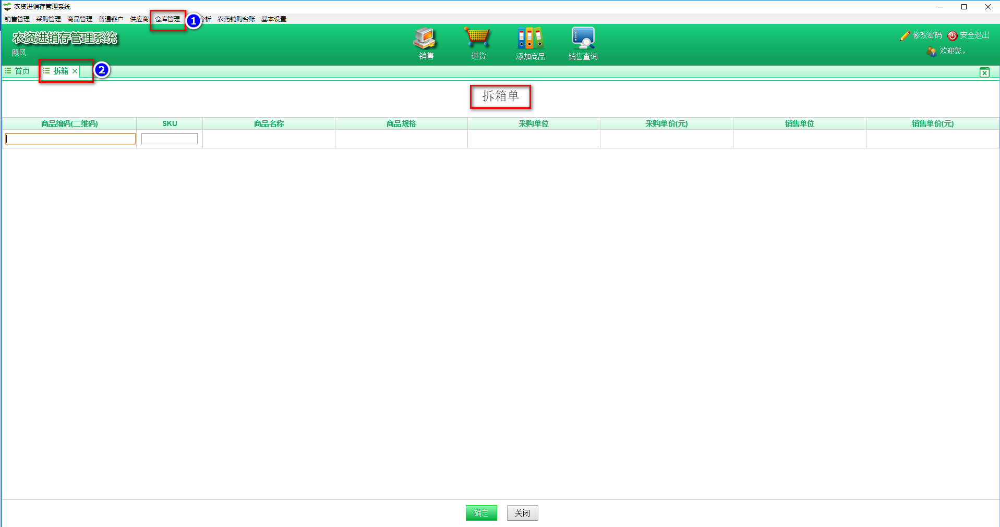 农资进销存管理系统
销售管理 采购管理 商品管理 普通客户 供应商 仓库管理 1 析 农药销购台账 基本设置
农资进销存管理系统
飓风
销售 进货 添加商品 销售查询
修改密码 安全退出
欢迎您，
首页 拆箱 2
拆箱单
商品编码(二维码) SKU 商品名称 商品规格 采购单位 采购单价(元) 销售单位 销售单价(元)
确定 关闭